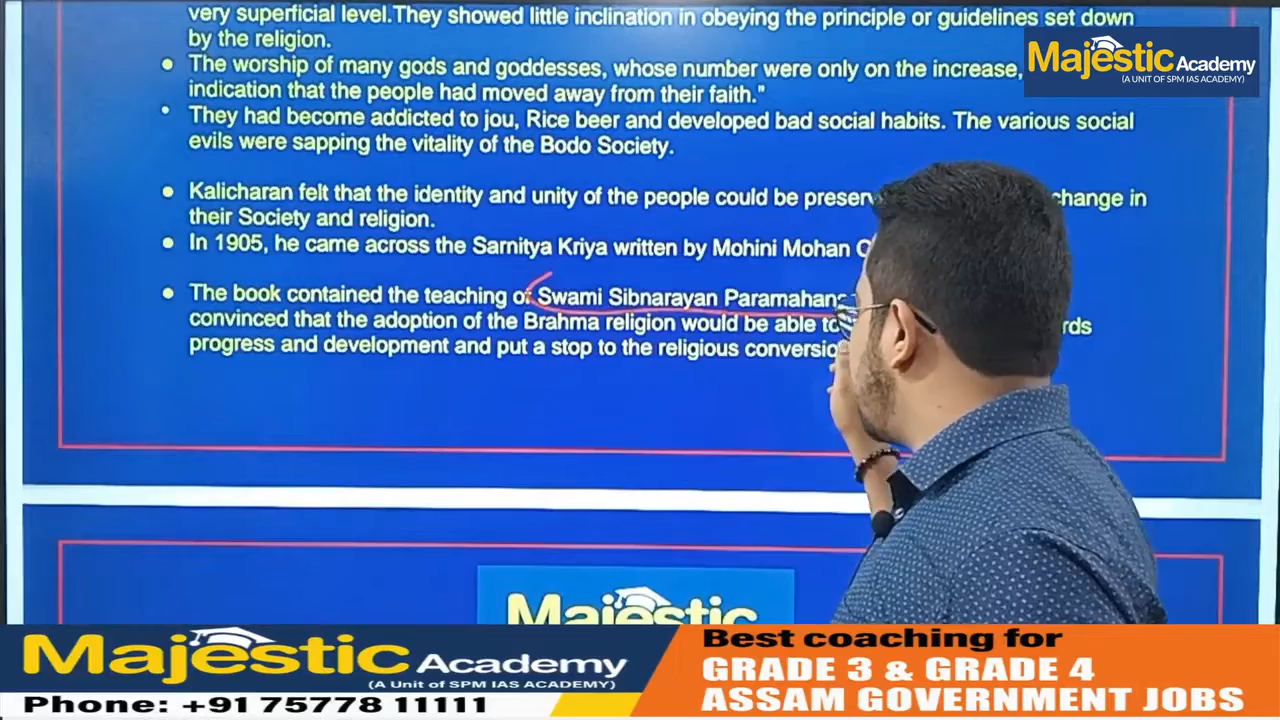 very superficial level.They showed little inclination in obeying the principle or guidelines set down
by the religion.
• The worship of many gods and goddesses, whose number were only on the increase,
indication that the people had moved away from their faith."
• They had become addicted to jou, Rice beer and developed bad social habits. The various social
evils were sapping the vitality of the Bodo Society.
• Kalicharan felt that the identity and unity of the people could be change in
their Society and religion.
• In 1905, he came across the Sarnitya Kriya written by Mohini Mohan
• The book contained the teaching of Swami Sibnarayan
convinced that the adoption of the Brahma religion would be able
progress and development and put a stop to the religious
Majestic Academy
(A UNIT OF SPM IAS ACADEMY)
Majestic
Majestic Academy
(A Unit of SPM IAS ACADEMY)
Phone: +91 75778 11111
Best coaching for
GRADE 3 & GRADE 4
ASSAM GOVERNMENT JOBS